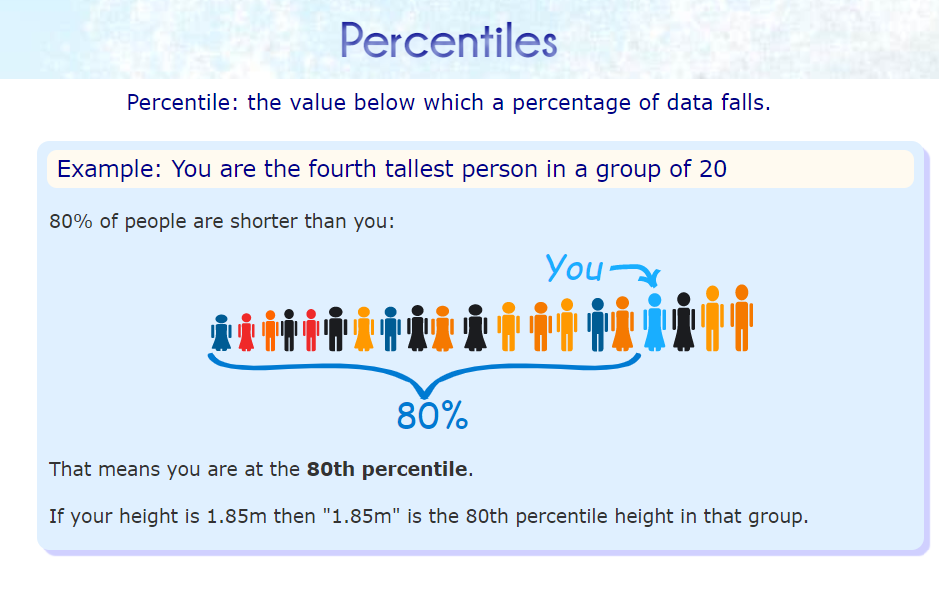 Percentiles
Percentile: the value below which a percentage of data falls.
Example: You are the fourth tallest person in a group of 20
80% of people are shorter than you:
You
80%
That means you are at the 80th percentile.
If your height is 1.85m then "1.85m" is the 80th percentile height in that group.